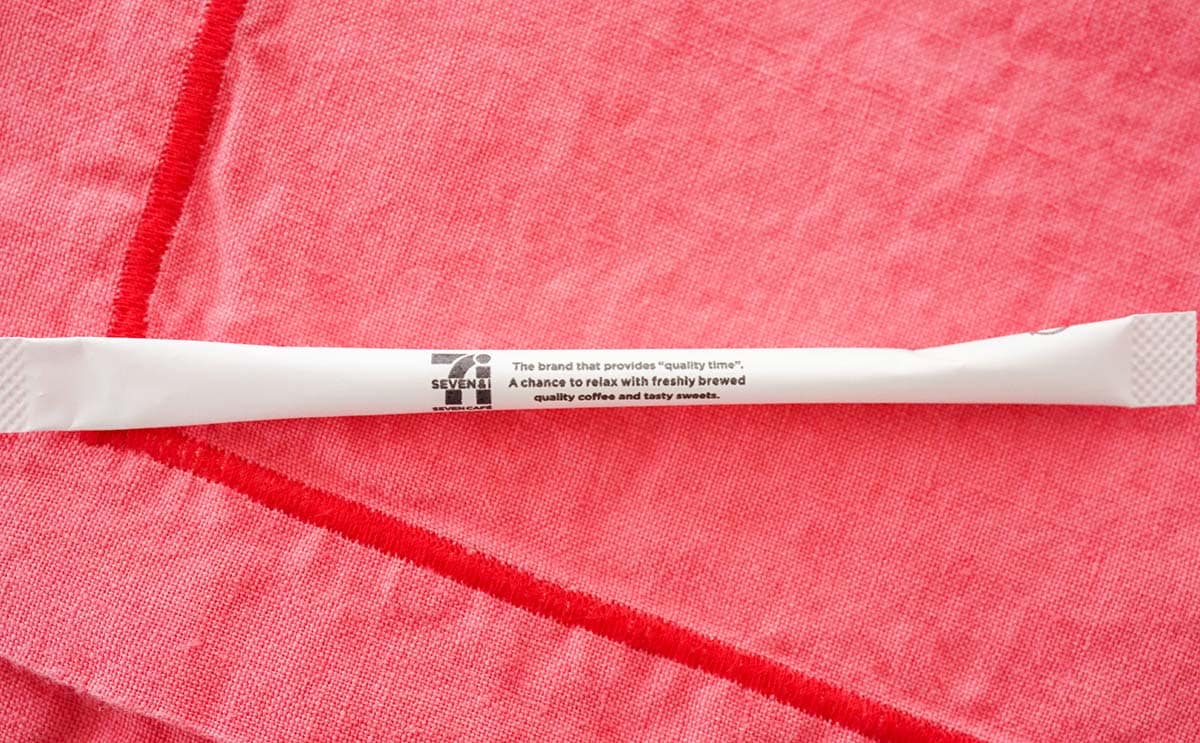 7i
SEVEN&i
SEVEN CAFÉ
The brand that provides “quality time”.
A chance to relax with freshly brewed
quality coffee and tasty sweets.